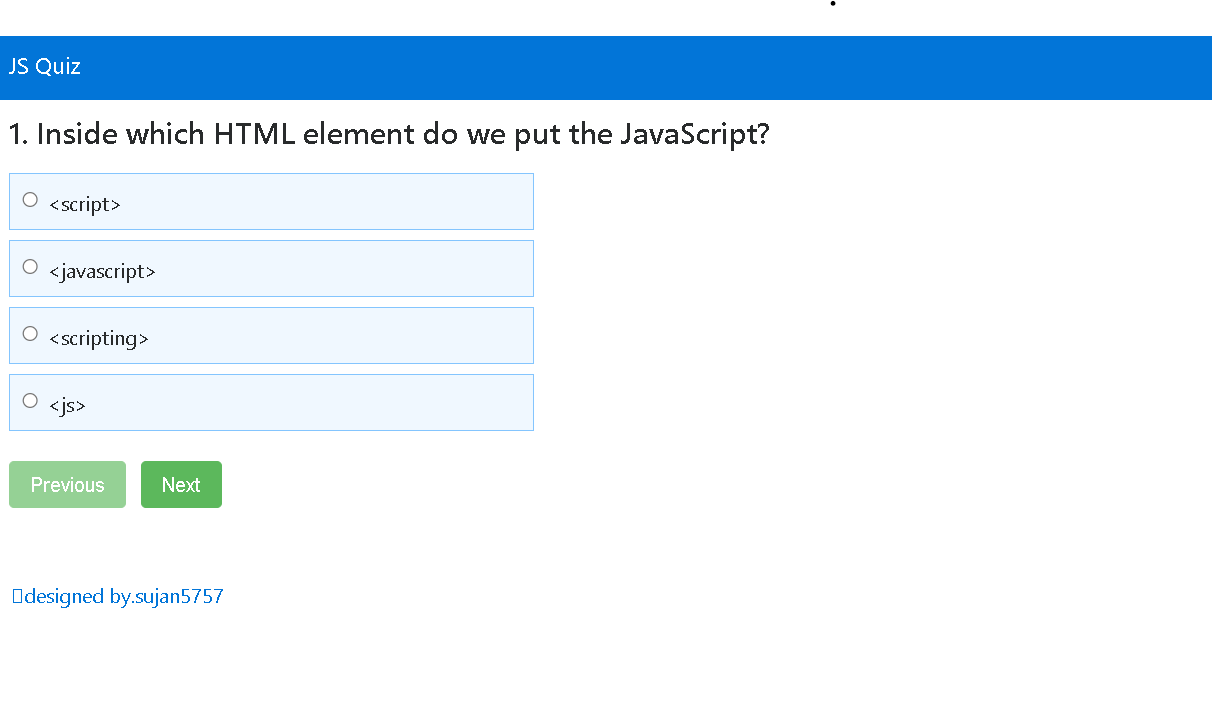 JS Quiz
1. Inside which HTML element do we put the JavaScript?
<script>
<javascript>
<scripting>
<js>
Previous Next
designed by.sujan5757